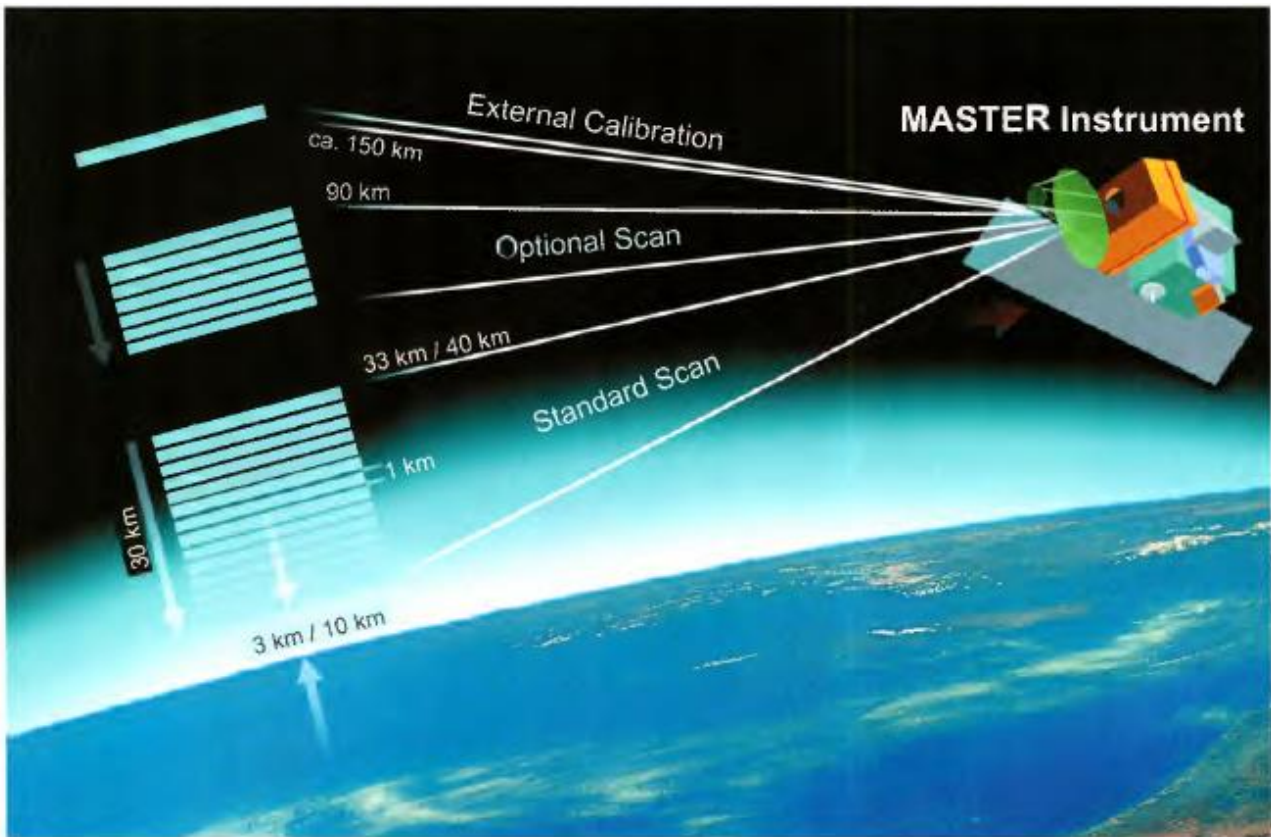 External Calibration
MASTER Instrument
ca. 150 km
90 km
Optional Scan
33 km / 40 km
Standard Scan
1 km
30 km
3 km / 10 km